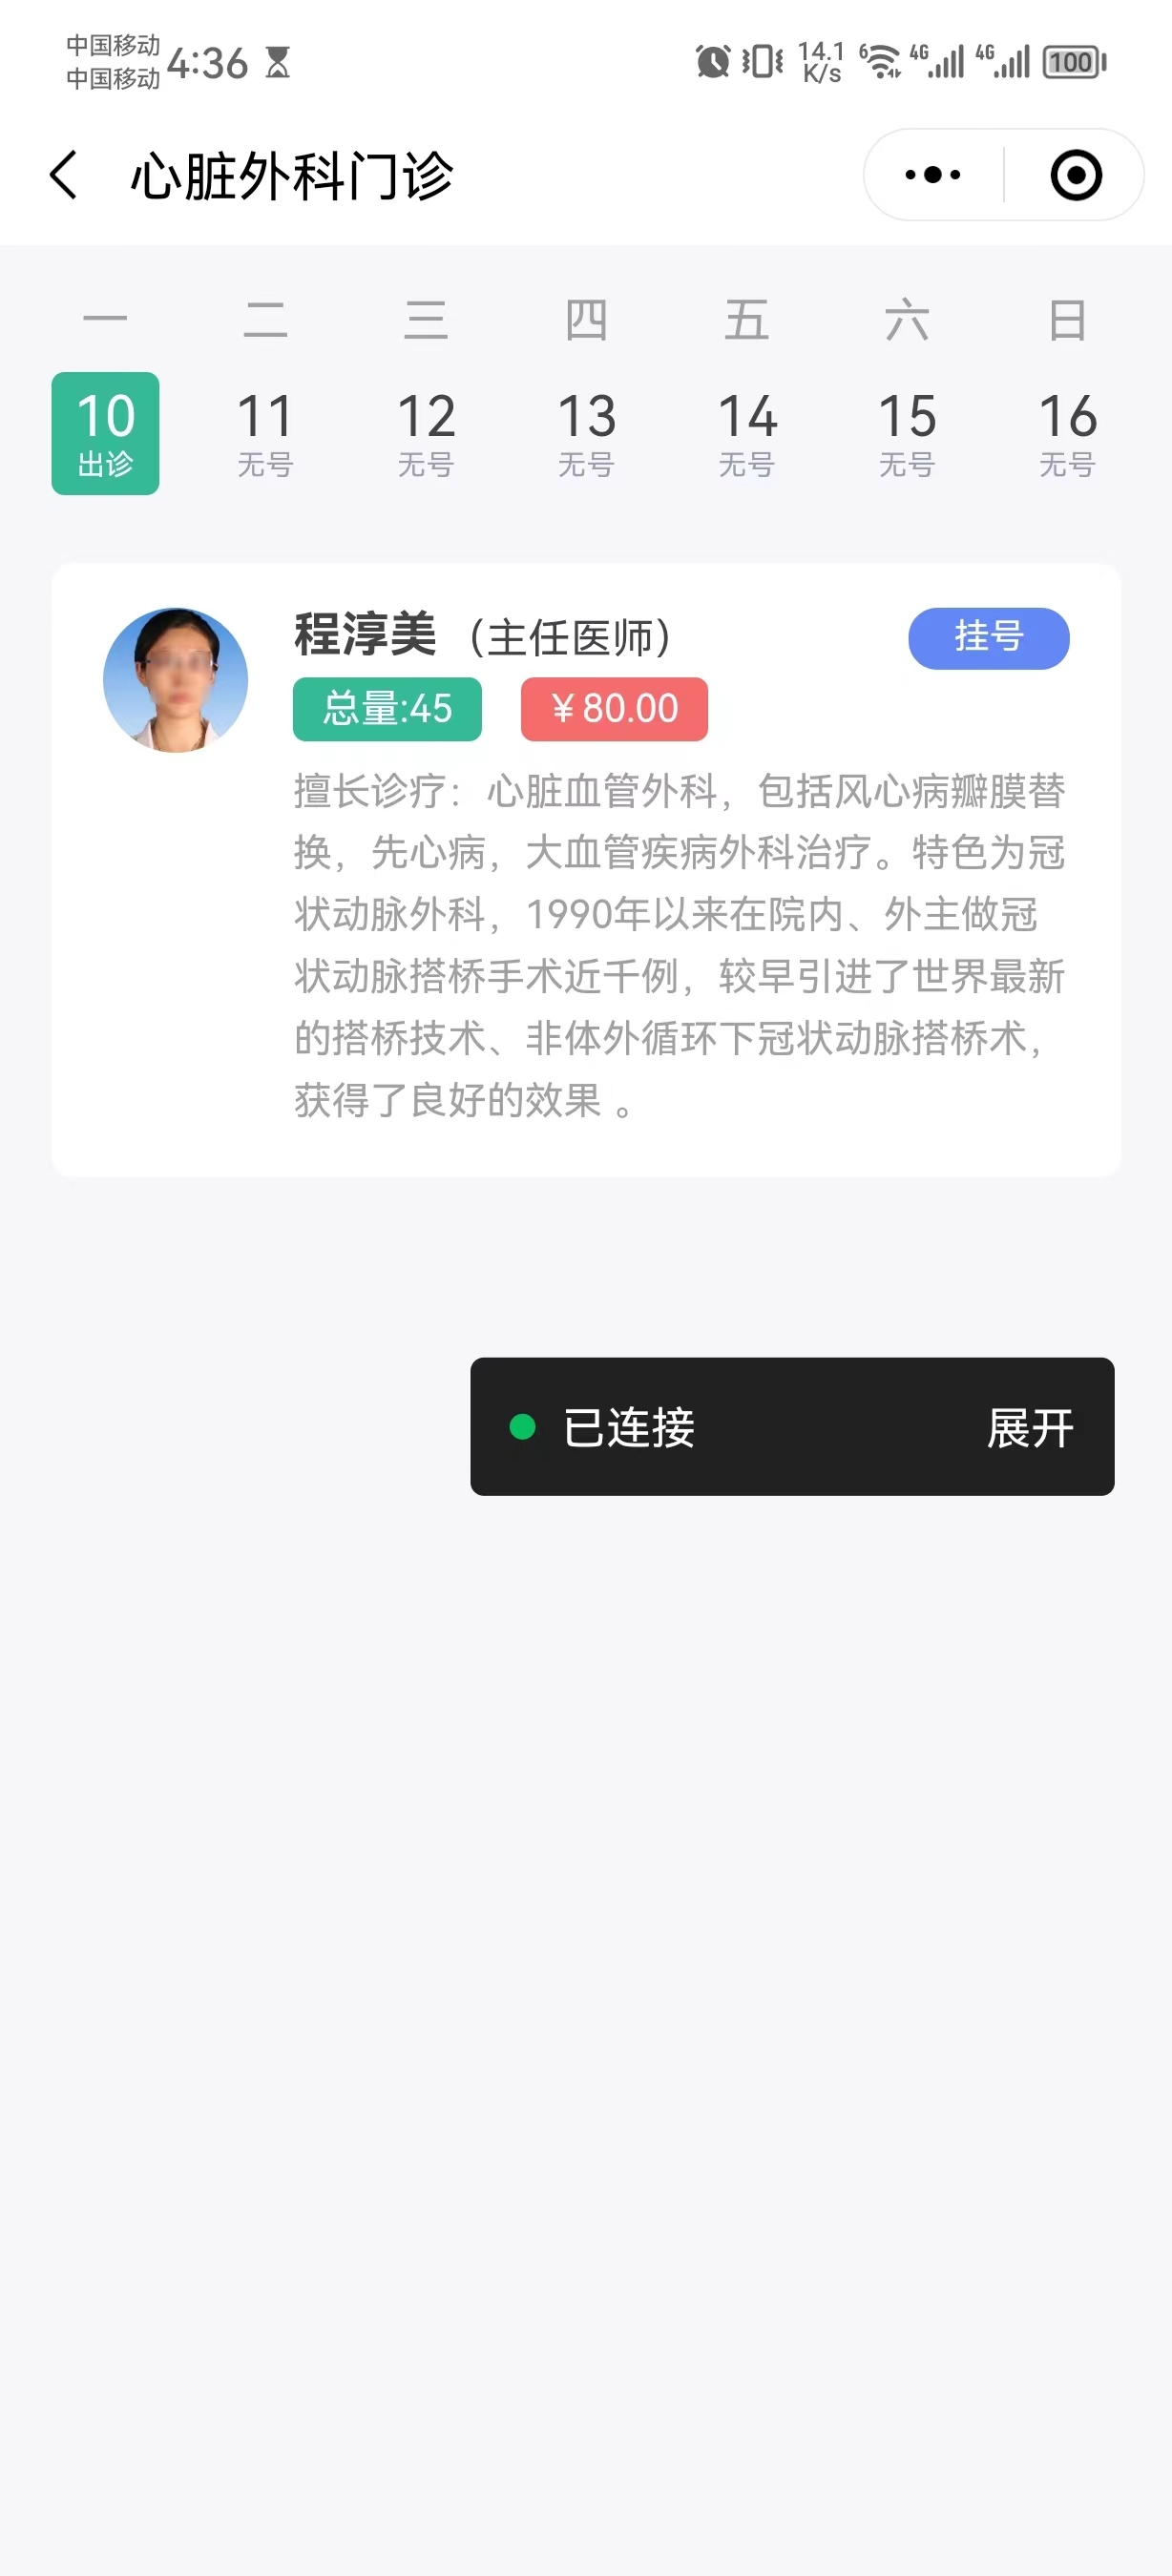 中国移动
中国移动
4:36
14.1
K/s
6
4G
4G
100
心脏外科门诊
一 二 三 四 五 六 日
10 11 12 13 14 15 16
出诊 无号 无号 无号 无号 无号 无号
程淳美 (主任医师)
挂号
总量:45 ¥80.00
擅长诊疗：心脏血管外科，包括风心病瓣膜替
换，先心病，大血管疾病外科治疗。特色为冠
状动脉外科，1990年以来在院内、外主做冠
状动脉搭桥手术近千例，较早引进了世界最新
的搭桥技术、非体外循环下冠状动脉搭桥术，
获得了良好的效果 。
已连接 展开